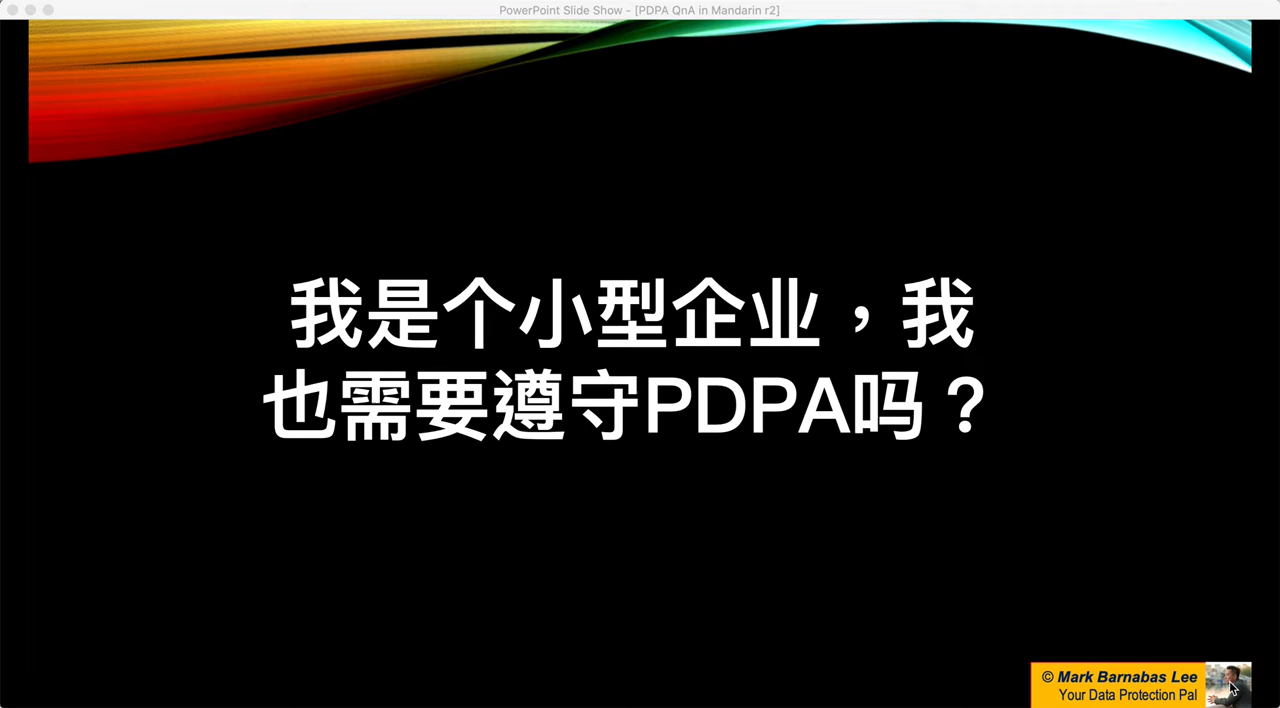 PowerPoint Slide Show - [PDPA QnA in Mandarin r2]
我是个小型企业，我
也需要遵守PDPA吗？
© Mark Barnabas Lee
Your Data Protection Pal